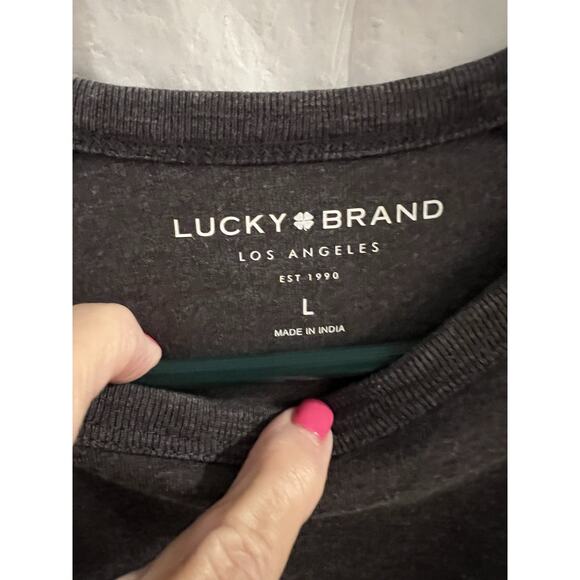 LUCKY BRAND
LOS ANGELES
EST 1990
L
MADE IN INDIA